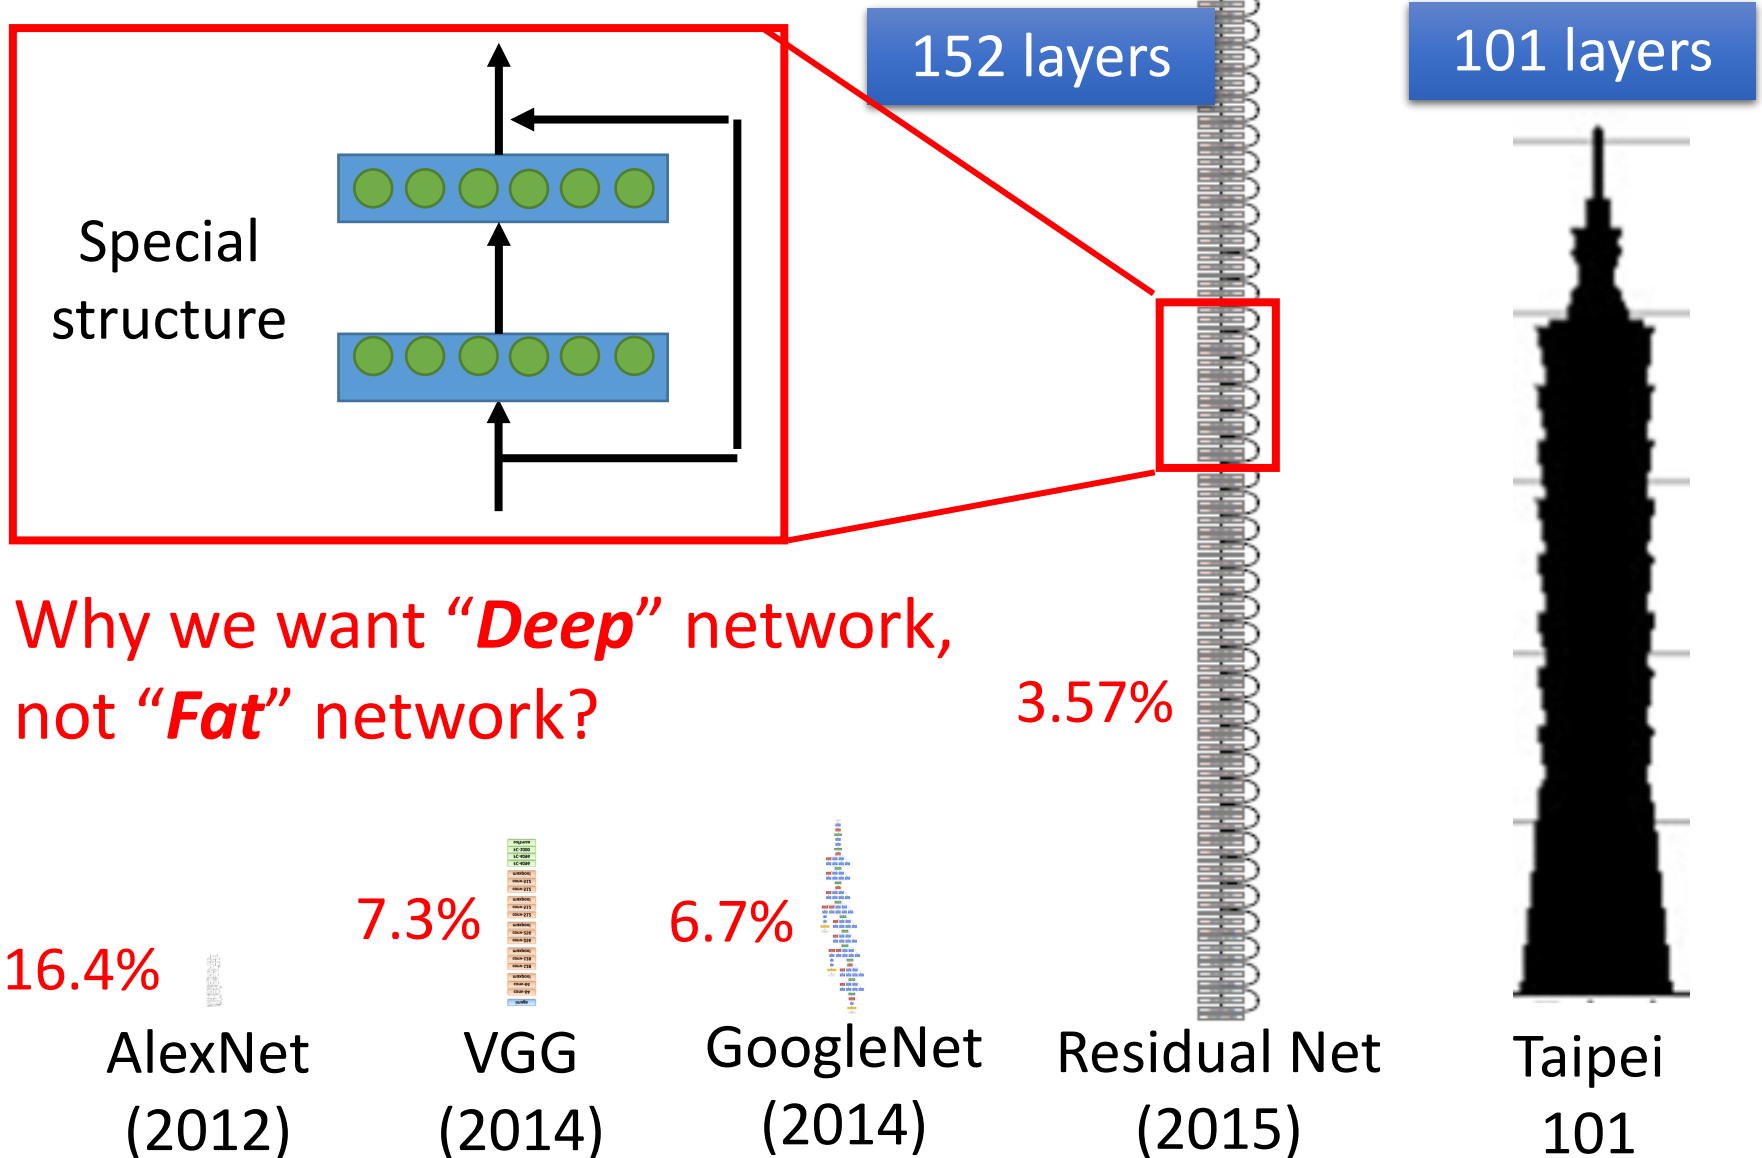 152 layers
101 layers
Special
structure
Why we want “Deep” network,
not “Fat” network?
3.57%
7.3%
6.7%
16.4%
AlexNet
(2012)
VGG
(2014)
GoogleNet
(2014)
Residual Net
(2015)
Taipei
101